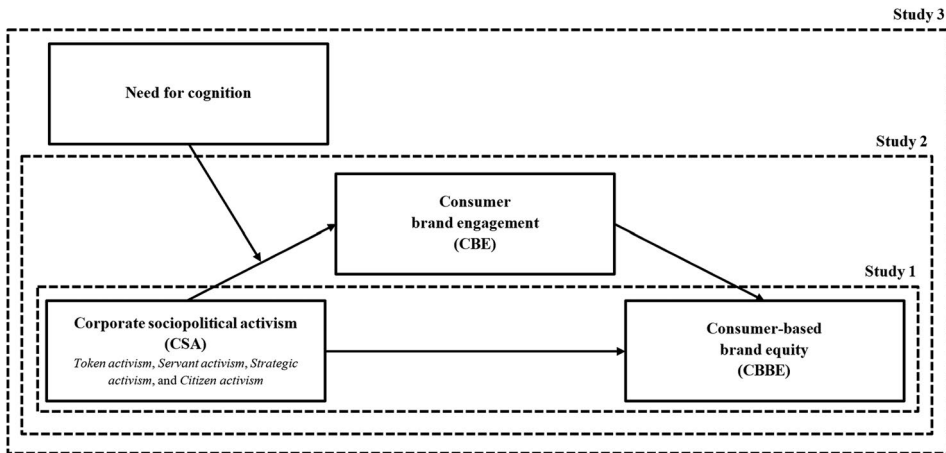 Study 3
Need for cognition
Study 2
Consumer
brand engagement
(CBE)
Study 1
Corporate sociopolitical activism
(CSA)
Token activism, Servant activism, Strategic
activism, and Citizen activism
Consumer-based
brand equity
(CBBE)